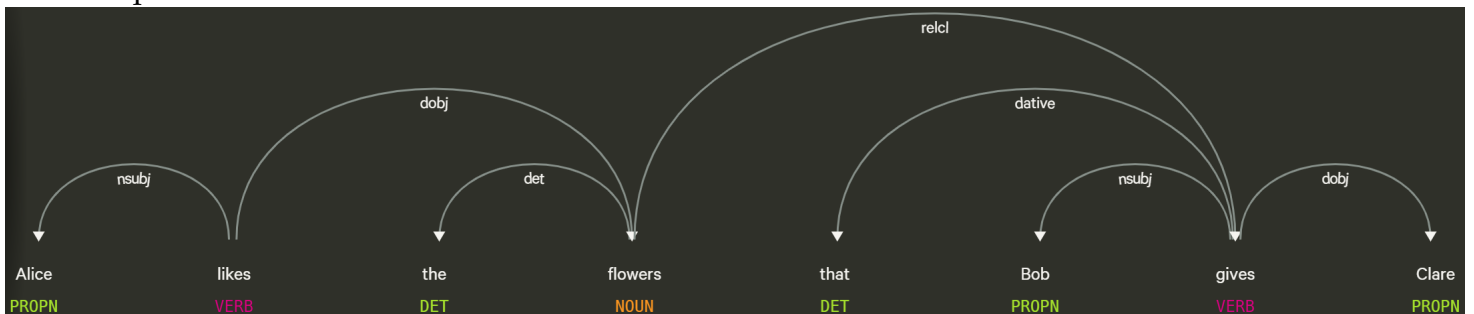 relcl
dobj dative
nsubj det nsubj dobj
Alice likes the flowers that Bob gives Clare
PROPN VERB DET NOUN DET PROPN VERB PROPN